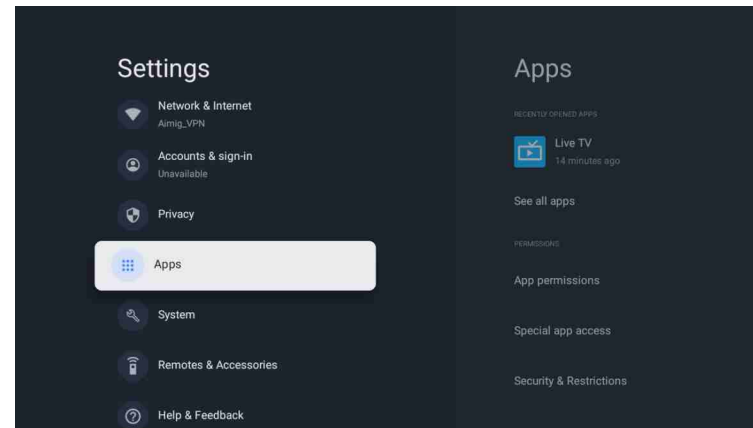 Settings
Network & Internet
Aimig_VPN
Accounts & sign-in
Unavailable
Privacy
Apps
System
Remotes & Accessories
Help & Feedback
Apps
RECENTLY OPENED APPS
Live TV
14 minutes ago
See all apps
PERMISSIONS
App permissions
Special app access
Security & Restrictions